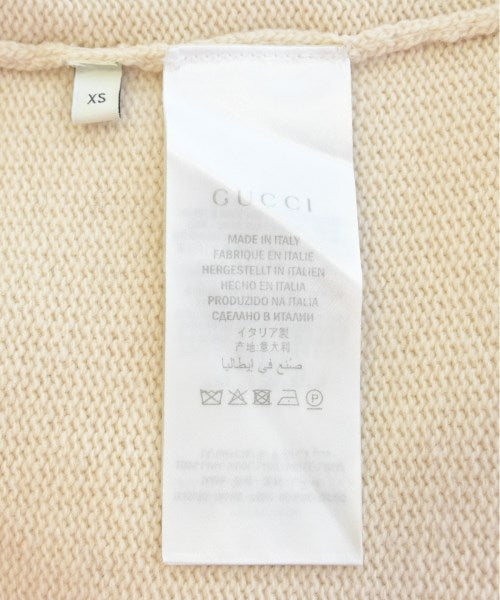 XS
GUCCI
MADE IN ITALY
FABRIQUE EN ITALIE
HERGESTELLT IN ITALIEN
HECHO EN ITALIA
PRODUZIDO NA ITALIA
СДЕЛАНО В ИТАЛИИ
イタリア製
产地:意大利
صنع في إيطاليا
P